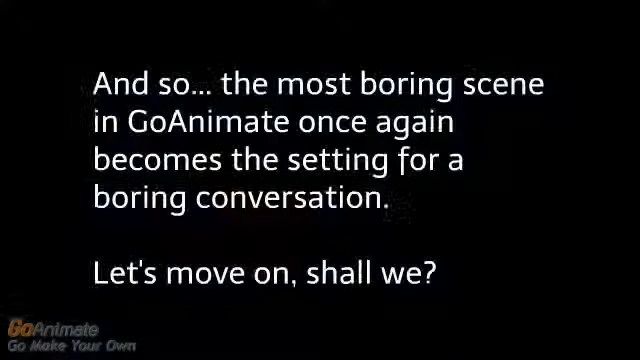 And so... the most boring scene
in GoAnimate once again
becomes the setting for a
boring conversation.
Let's move on, shall we?
GoAnimate
Go Make Your Own